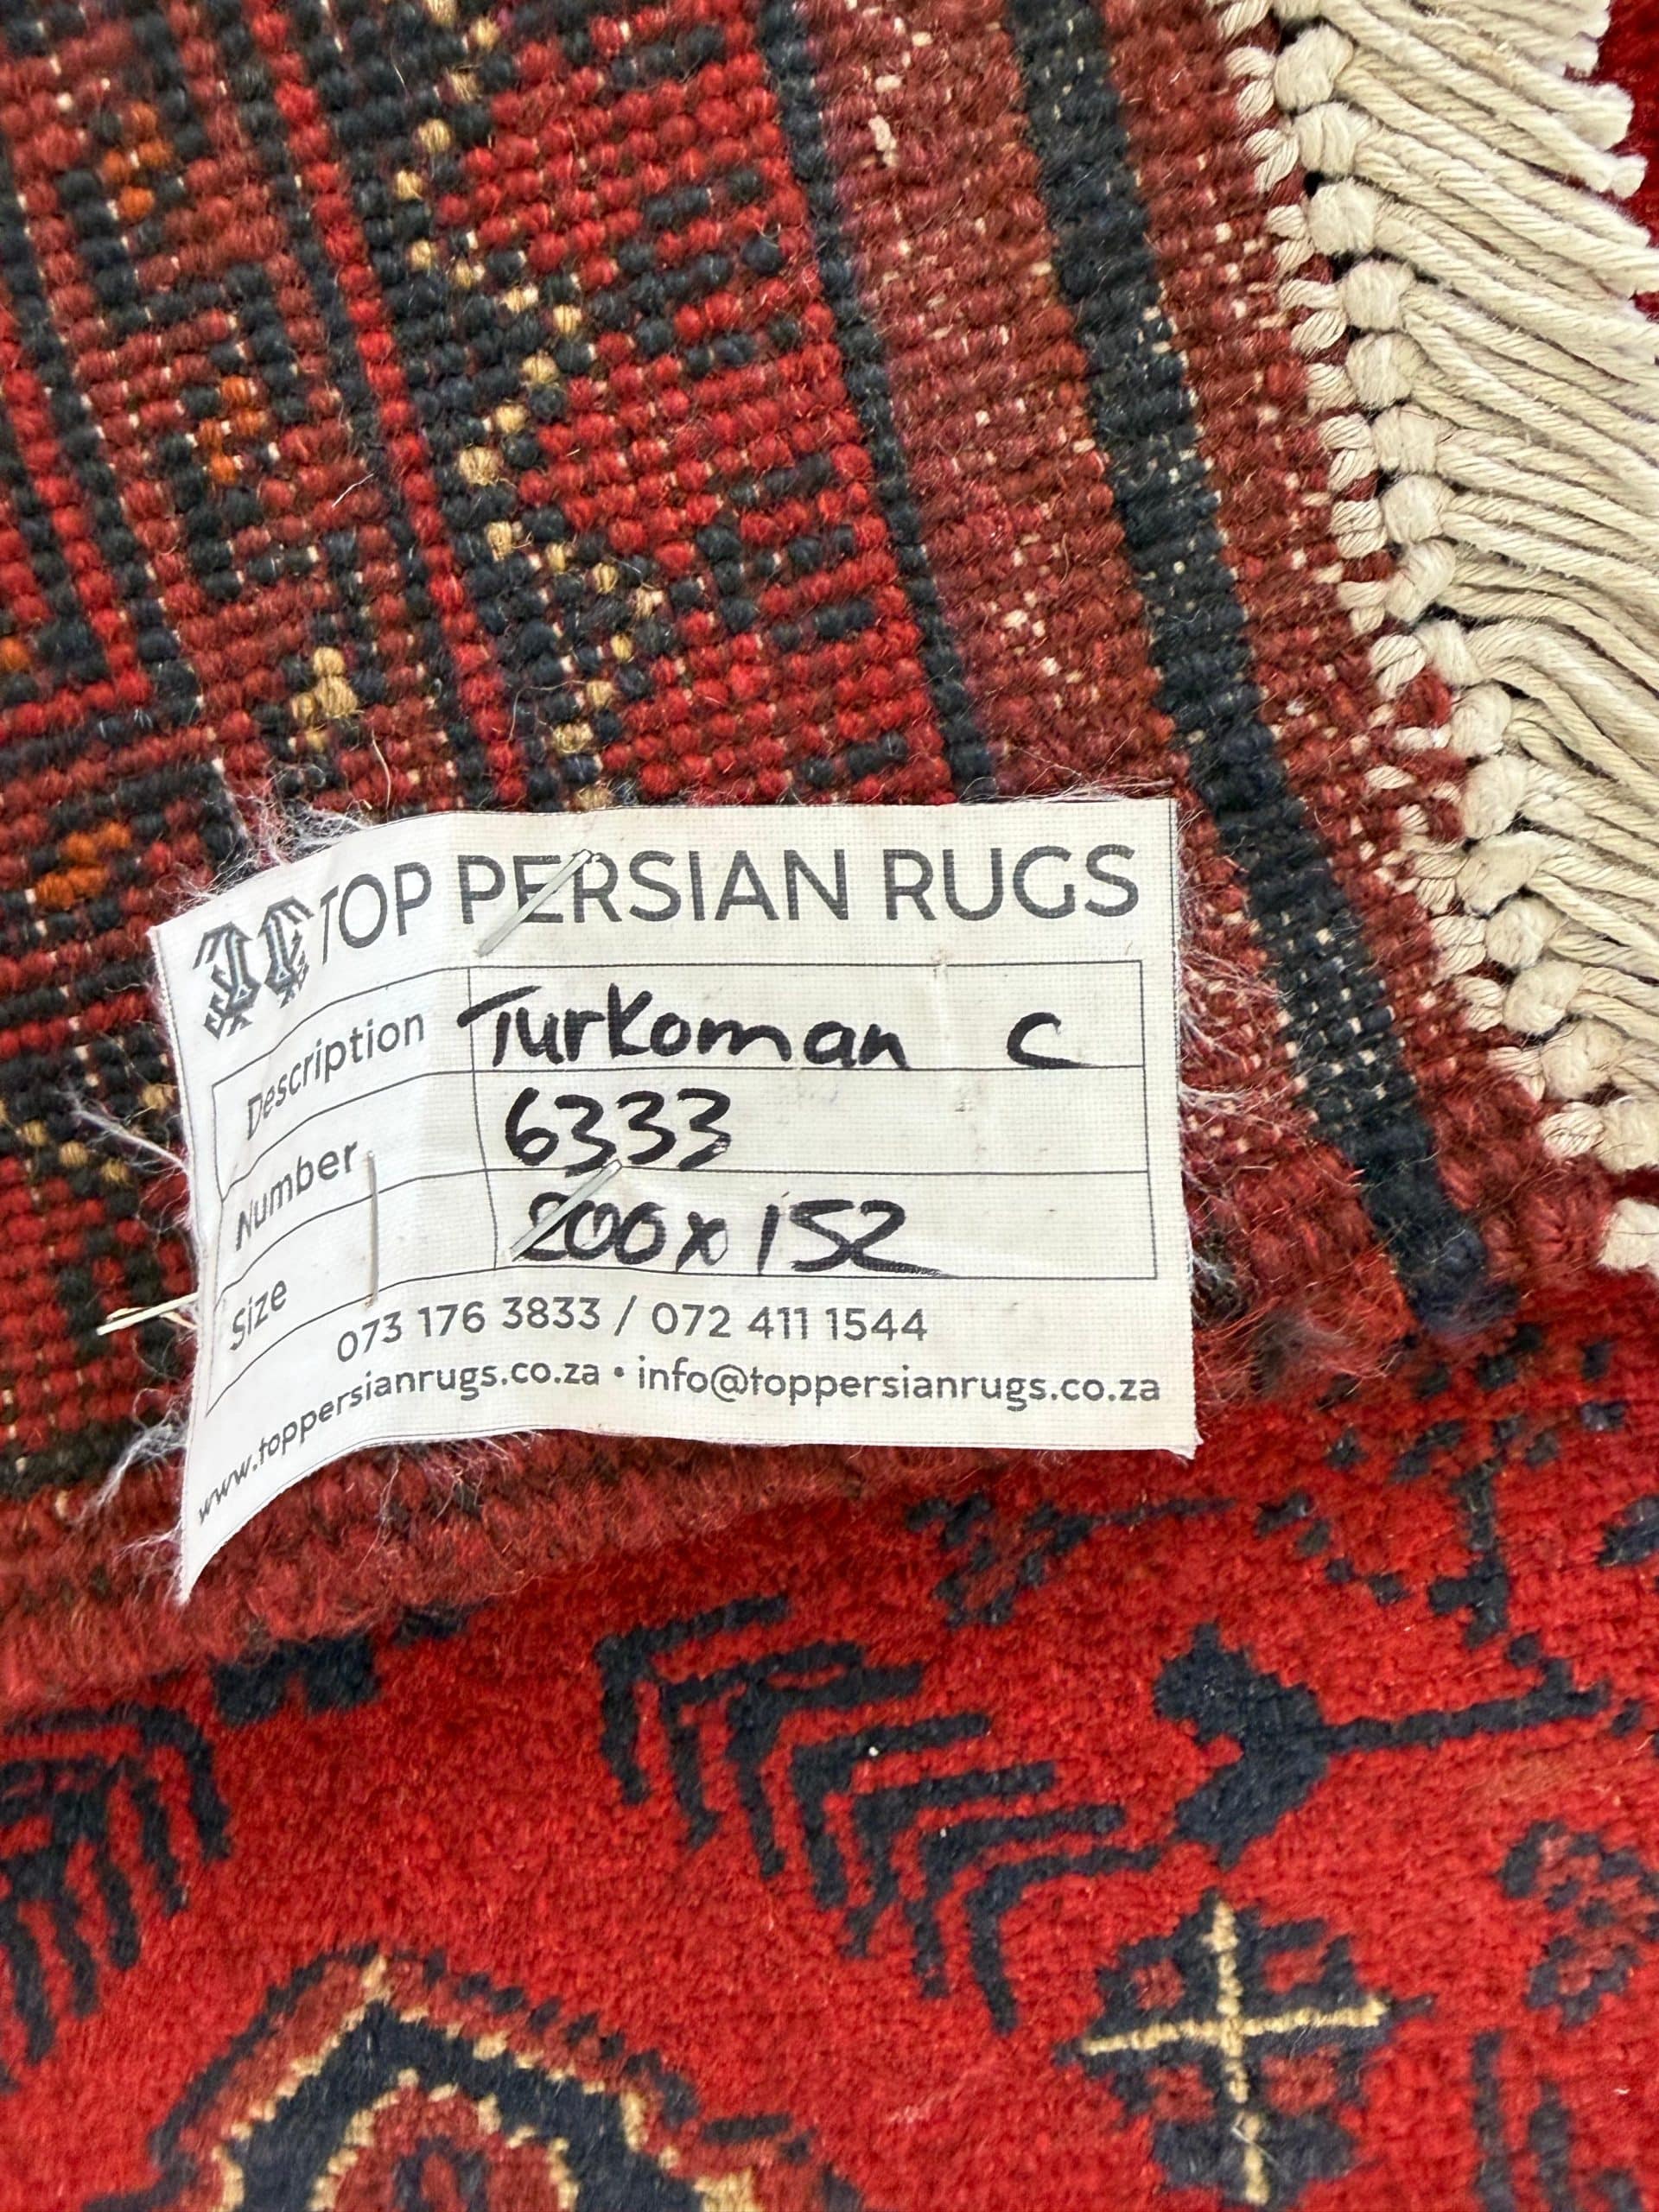 TOP PERSIAN RUGS
Description Turkoman C
Number 6333
Size 200x152
073 176 3833 / 072 411 1544
www.toppersianrugs.co.za • info@toppersianrugs.co.za